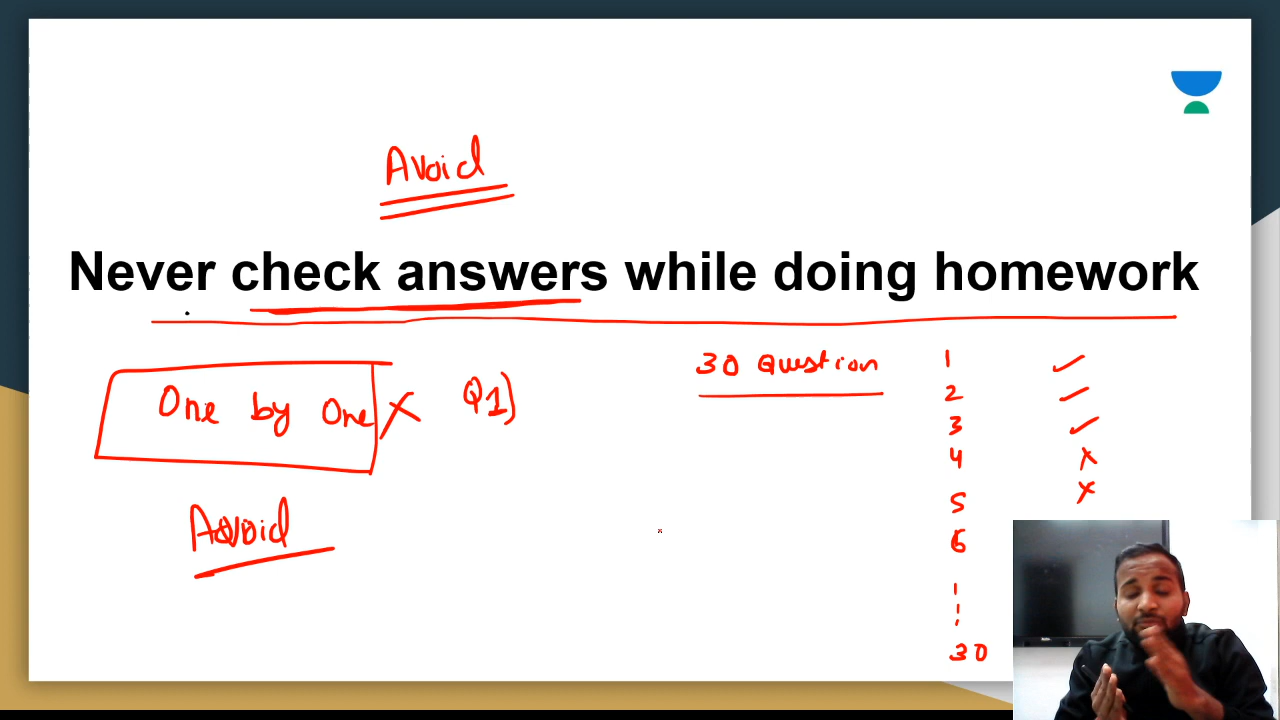 Avoid
Never check answers while doing homework
One by One X Q1)
Avoid
30 Question
1 ✓
2 ✓
3 ✓
4 x
5 x
6
30